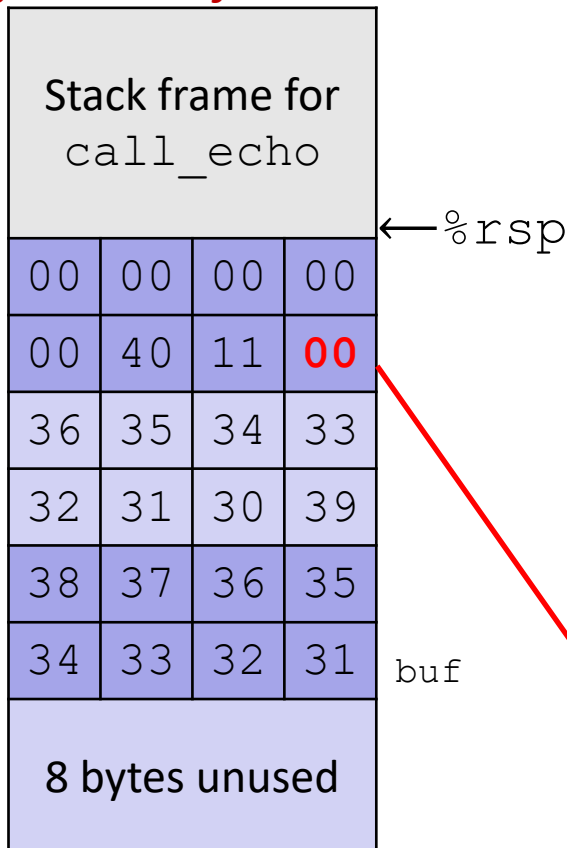 Stack frame for
call_echo
←%rsp
00 00 00 00
00 40 11 00
36 35 34 33
32 31 30 39
38 37 36 35
34 33 32 31 buf
8 bytes unused